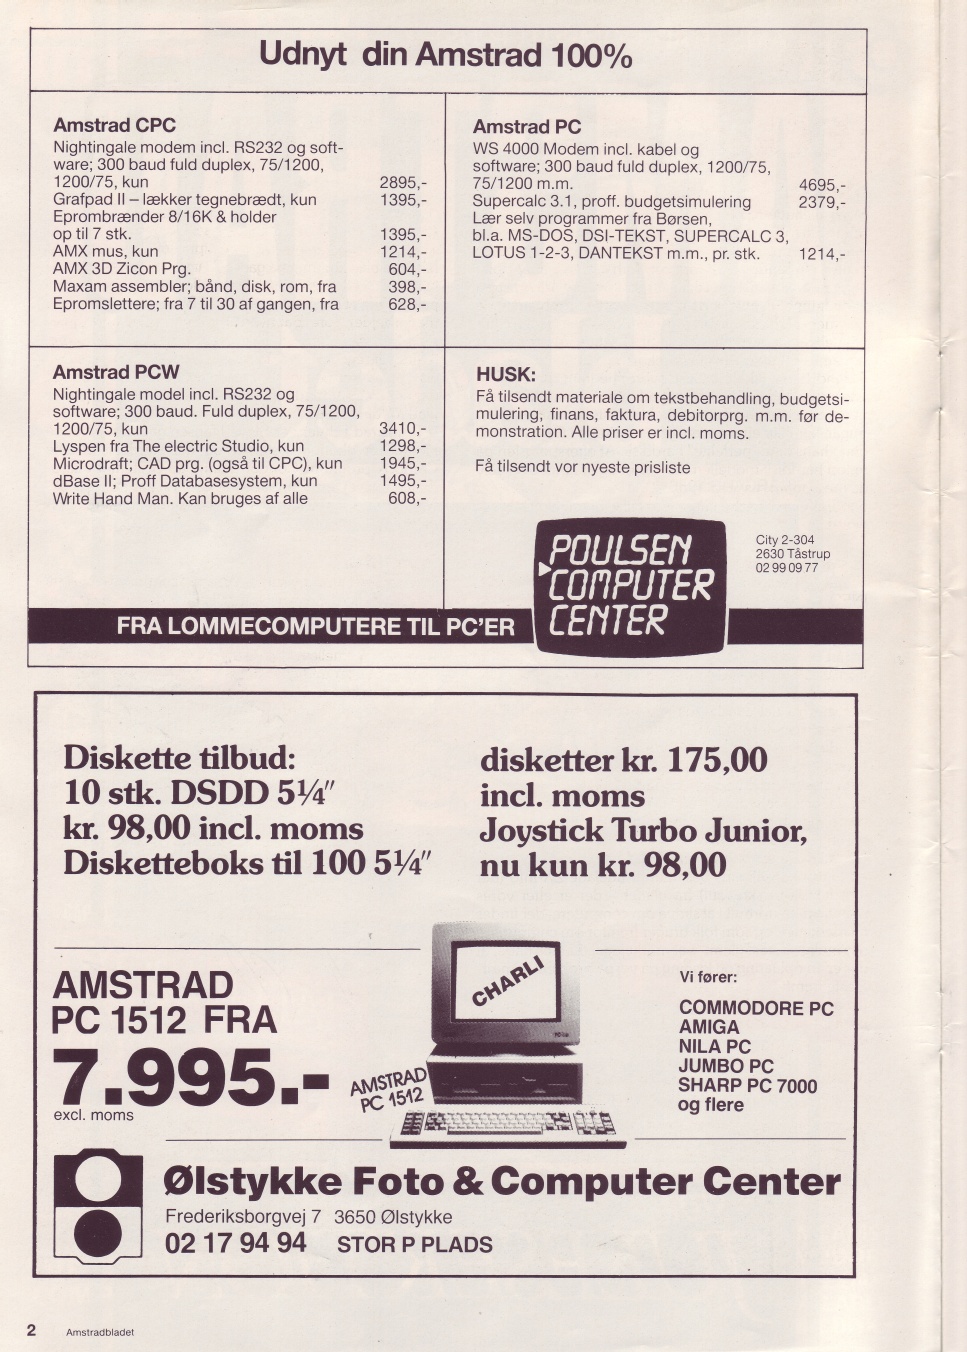 Udnyt din Amstrad 100%
Amstrad CPC
Nightingale modem incl. RS232 og soft-
ware; 300 baud fuld duplex, 75/1200,
1200/75, kun 2895,-
Grafpad II – lækker tegnebrædt, kun 1395,-
Eprombrænder 8/16K & holder
op til 7 stk. 1395,-
AMX mus, kun 1214,-
AMX 3D Zicon Prg. 604,-
Maxam assembler; bånd, disk, rom, fra 398,-
Epromslettere; fra 7 til 30 af gangen, fra 628,-
Amstrad PC
WS 4000 Modem incl. kabel og
software; 300 baud fuld duplex, 1200/75,
75/1200 m.m. 4695,-
Supercalc 3.1, proff. budgetsimulering 2379,-
Lær selv programmer fra Børsen,
bl.a. MS-DOS, DSI-TEKST, SUPERCALC 3,
LOTUS 1-2-3, DANTEKST m.m., pr. stk. 1214,-
Amstrad PCW
Nightingale model incl. RS232 og
software; 300 baud. Fuld duplex, 75/1200,
1200/75, kun 3410,-
Lyspen fra The electric Studio, kun 1298,-
Microdraft; CAD prg. (også til CPC), kun 1945,-
dBase II; Proff Databasesystem, kun 1495,-
Write Hand Man. Kan bruges af alle 608,-
HUSK:
Få tilsendt materiale om tekstbehandling, budgetsi-
mulering, finans, faktura, debitorprg. m.m. før de-
monstration. Alle priser er incl. moms.
Få tilsendt vor nyeste prisliste
POULSEN
COMPUTER
CENTER
City 2-304
2630 Tåstrup
02 99 09 77
FRA LOMMECOMPUTERE TIL PC'ER
Diskette tilbud:
10 stk. DSDD 5¼"
kr. 98,00 incl. moms
Disketteboks til 100 5¼"
disketter kr. 175,00
incl. moms
Joystick Turbo Junior,
nu kun kr. 98,00
AMSTRAD
PC 1512 FRA
7.995.-
excl. moms
CHARLI
AMSTRAD
PC 1512
Vi fører:
COMMODORE PC
AMIGA
NILA PC
JUMBO PC
SHARP PC 7000
og flere
Ølstykke Foto & Computer Center
Frederiksborgvej 7 3650 Ølstykke
02 17 94 94 STOR P PLADS
2 Amstradbladet